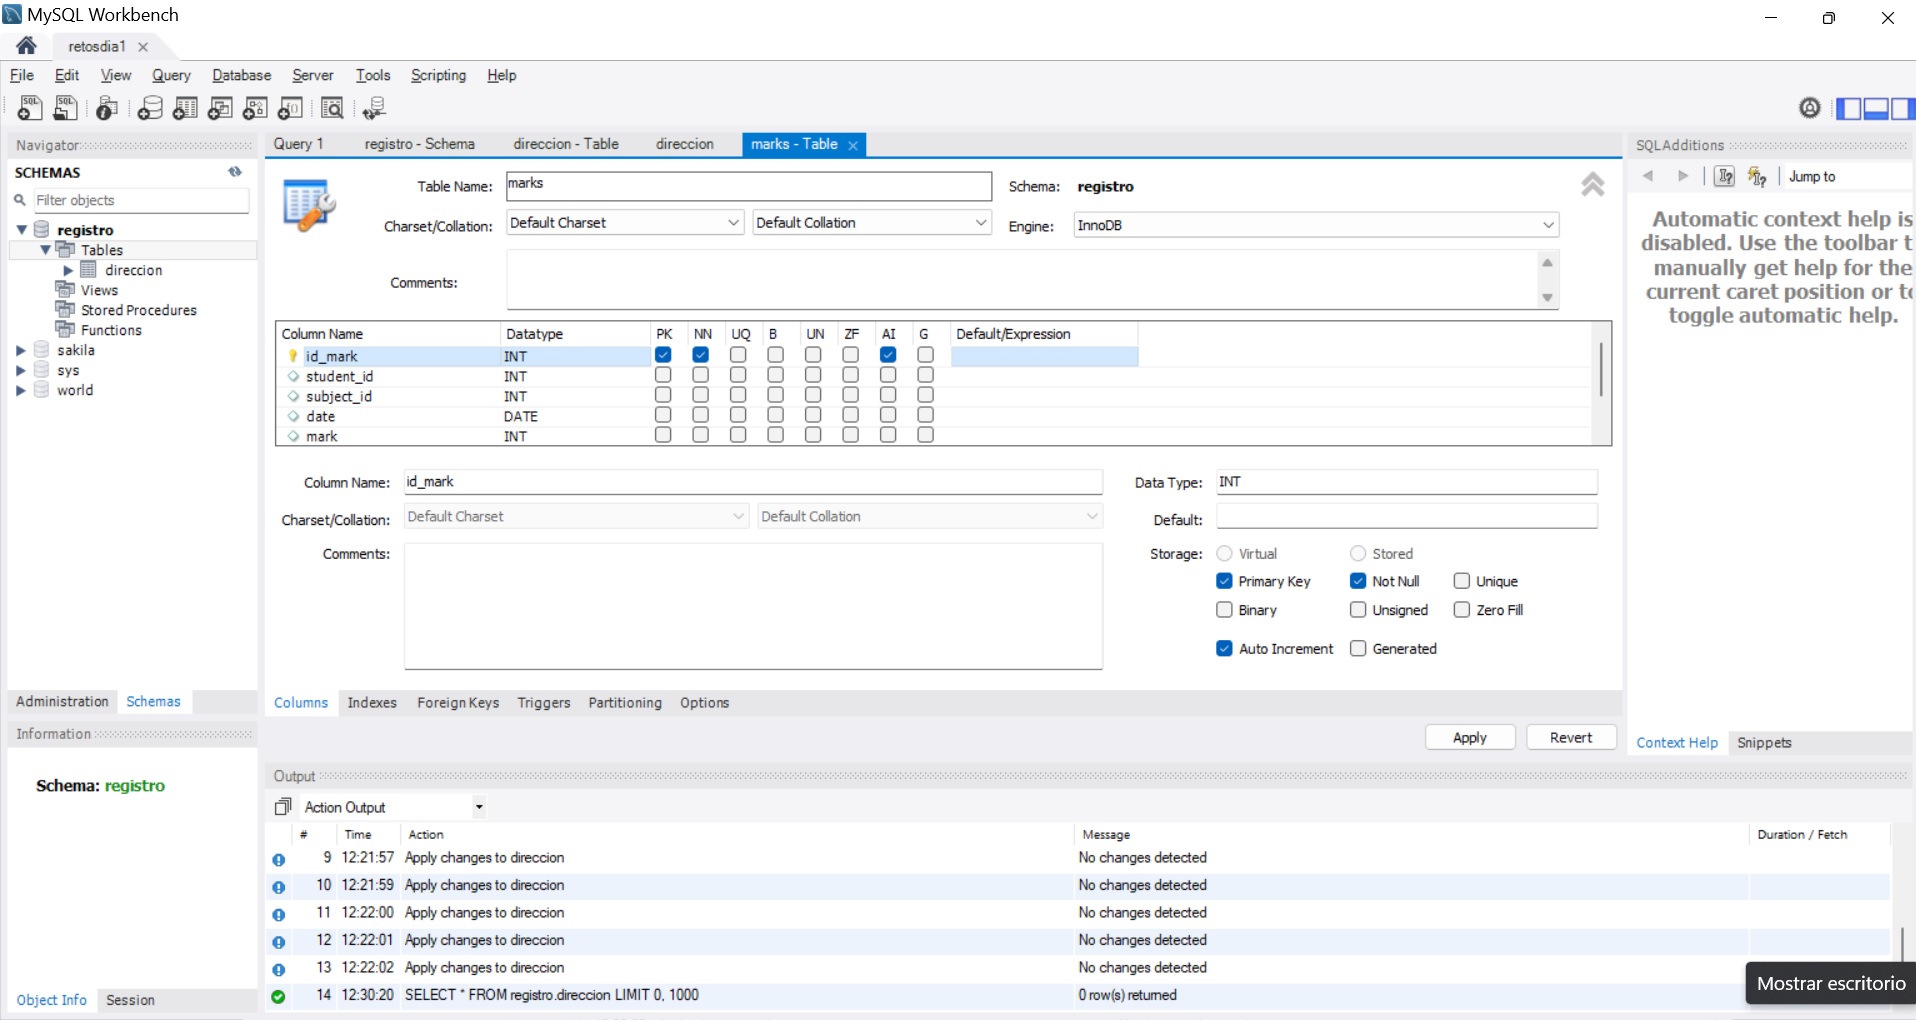 MySQL Workbench
retosdia1
File Edit View Query Database Server Tools Scripting Help
Navigator
SCHEMAS
Filter objects
registro
Tables
direccion
Views
Stored Procedures
Functions
sakila
sys
world
Administration Schemas
Information
Schema: registro
Object Info Session
Query 1 registro - Schema direccion - Table direccion marks - Table
Table Name: marks Schema: registro
Charset/Collation: Default Charset Default Collation Engine: InnoDB
Comments:
Column Name Datatype PK NN UQ B UN ZF AI G Default/Expression
id_mark INT
student_id INT
subject_id INT
date DATE
mark INT
Column Name: id_mark Data Type: INT
Charset/Collation: Default Charset Default Collation Default:
Comments: Storage: Virtual Stored
Primary Key Not Null Unique
Binary Unsigned Zero Fill
Auto Increment Generated
Columns Indexes Foreign Keys Triggers Partitioning Options
Apply Revert
Output
Action Output
# Time Action Message Duration / Fetch
9 12:21:57 Apply changes to direccion No changes detected
10 12:21:59 Apply changes to direccion No changes detected
11 12:22:00 Apply changes to direccion No changes detected
12 12:22:01 Apply changes to direccion No changes detected
13 12:22:02 Apply changes to direccion No changes detected
14 12:30:20 SELECT * FROM registro.direccion LIMIT 0, 1000 0 row(s) returned
SQLAdditions
Jump to
Automatic context help is
disabled. Use the toolbar t
manually get help for the
current caret position or to
toggle automatic help.
Context Help Snippets
Mostrar escritorio